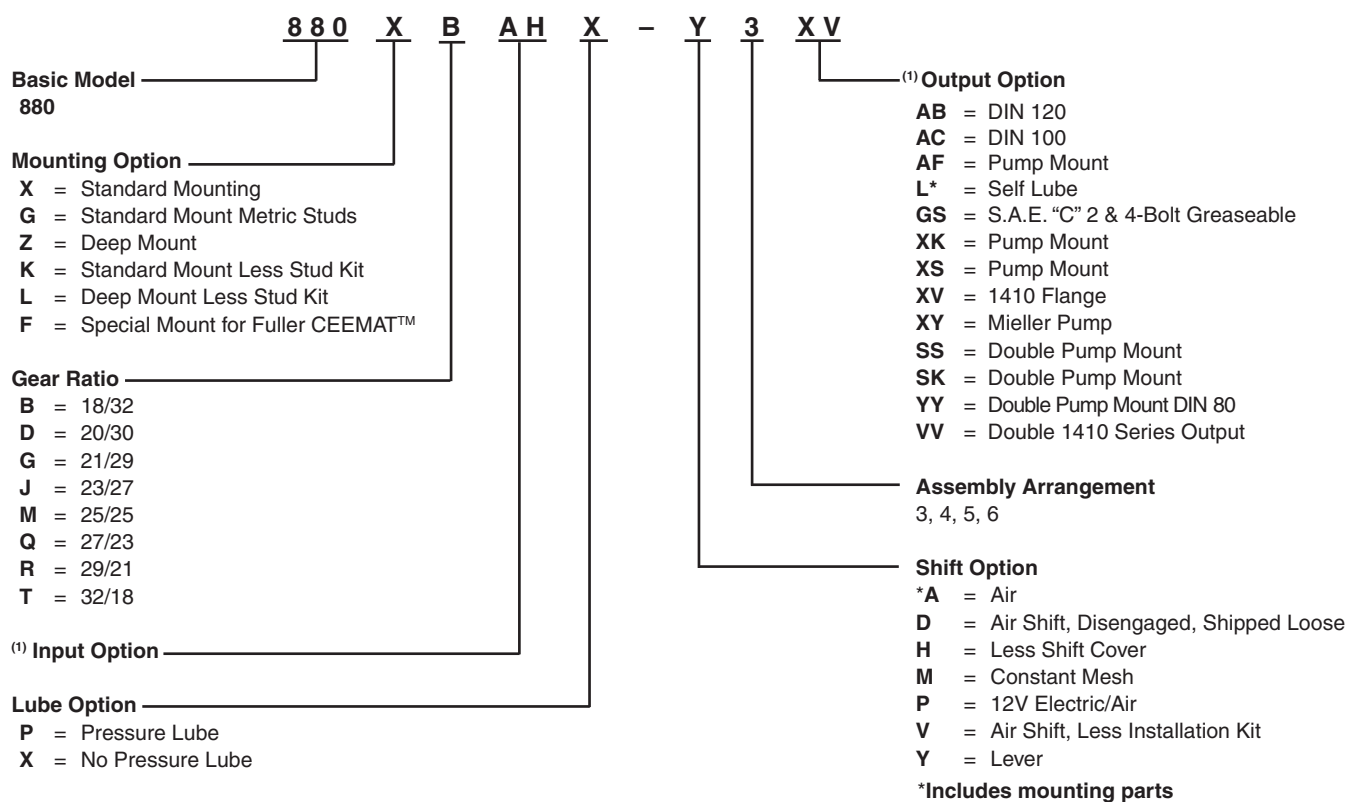 880 X B AH X – Y 3 XV
Basic Model
880
Mounting Option
X = Standard Mounting
G = Standard Mount Metric Studs
Z = Deep Mount
K = Standard Mount Less Stud Kit
L = Deep Mount Less Stud Kit
F = Special Mount for Fuller CEEMAT™
Gear Ratio
B = 18/32
D = 20/30
G = 21/29
J = 23/27
M = 25/25
Q = 27/23
R = 29/21
T = 32/18
(1) Input Option
Lube Option
P = Pressure Lube
X = No Pressure Lube
(1) Output Option
AB = DIN 120
AC = DIN 100
AF = Pump Mount
L* = Self Lube
GS = S.A.E. “C” 2 & 4-Bolt Greaseable
XK = Pump Mount
XS = Pump Mount
XV = 1410 Flange
XY = Mieller Pump
SS = Double Pump Mount
SK = Double Pump Mount
YY = Double Pump Mount DIN 80
VV = Double 1410 Series Output
Assembly Arrangement
3, 4, 5, 6
Shift Option
*A = Air
D = Air Shift, Disengaged, Shipped Loose
H = Less Shift Cover
M = Constant Mesh
P = 12V Electric/Air
V = Air Shift, Less Installation Kit
Y = Lever
*Includes mounting parts